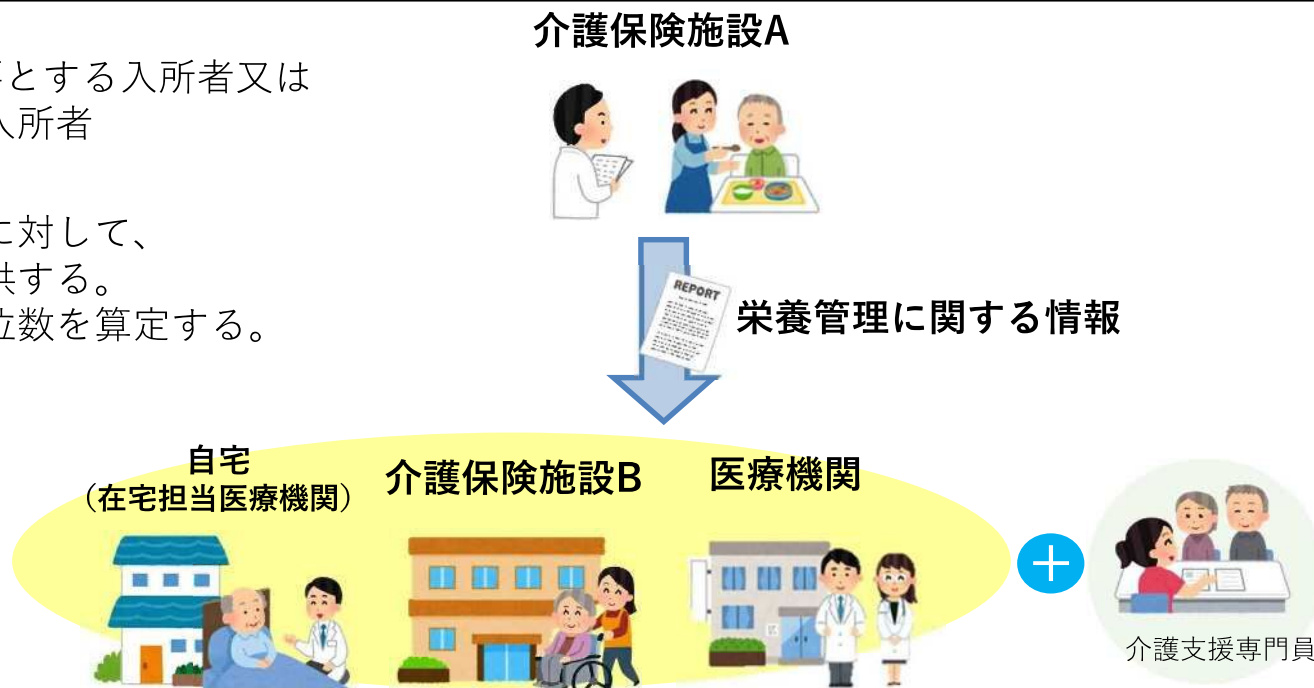 介護保険施設A
とする入所者又は
入所者
に対して、
供する。
位数を算定する。
REPORT
栄養管理に関する情報
自宅
(在宅担当医療機関)
介護保険施設B
医療機関
+
介護支援専門員